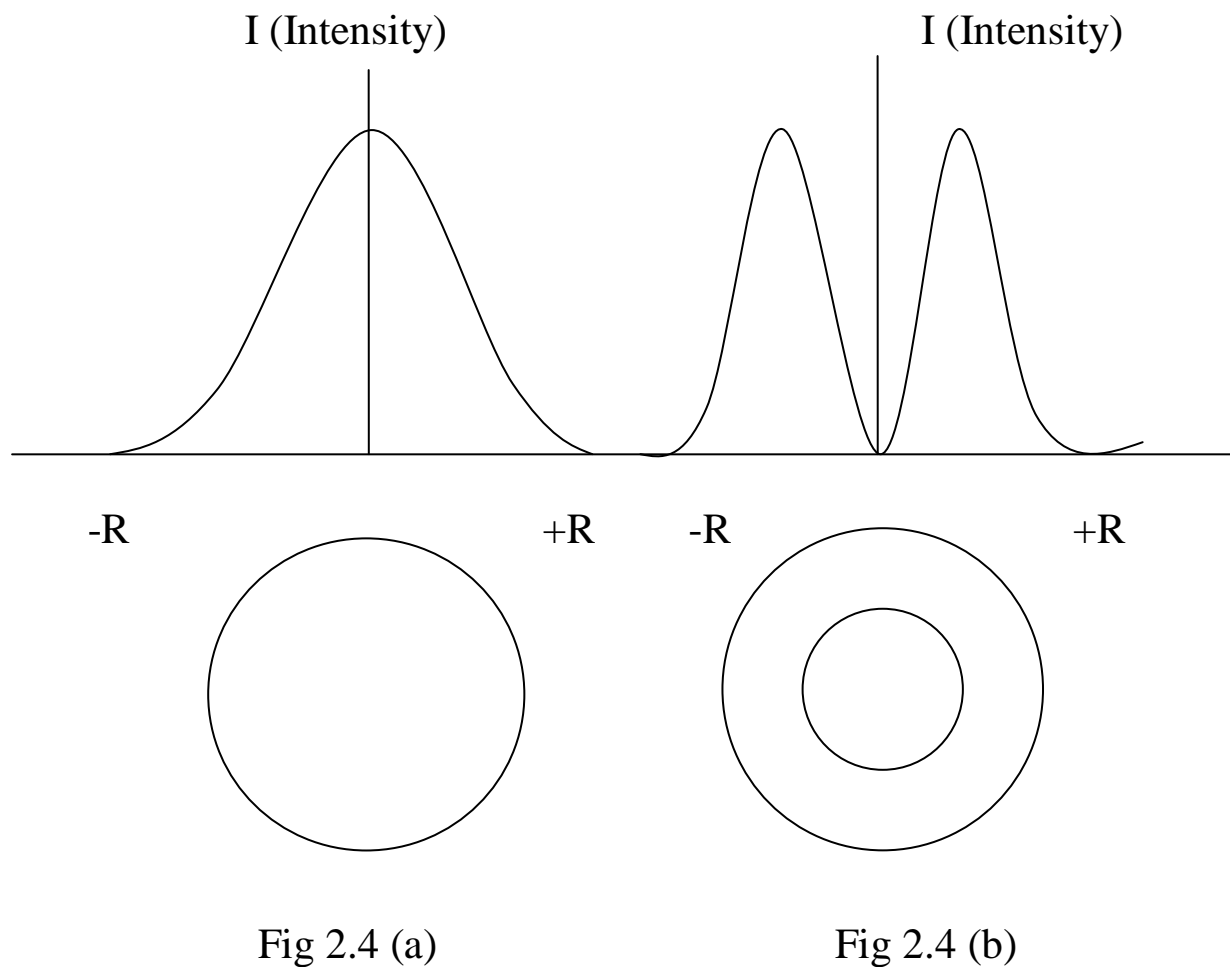 I (Intensity)
I (Intensity)
-R
+R
-R
+R
Fig 2.4 (a)
Fig 2.4 (b)